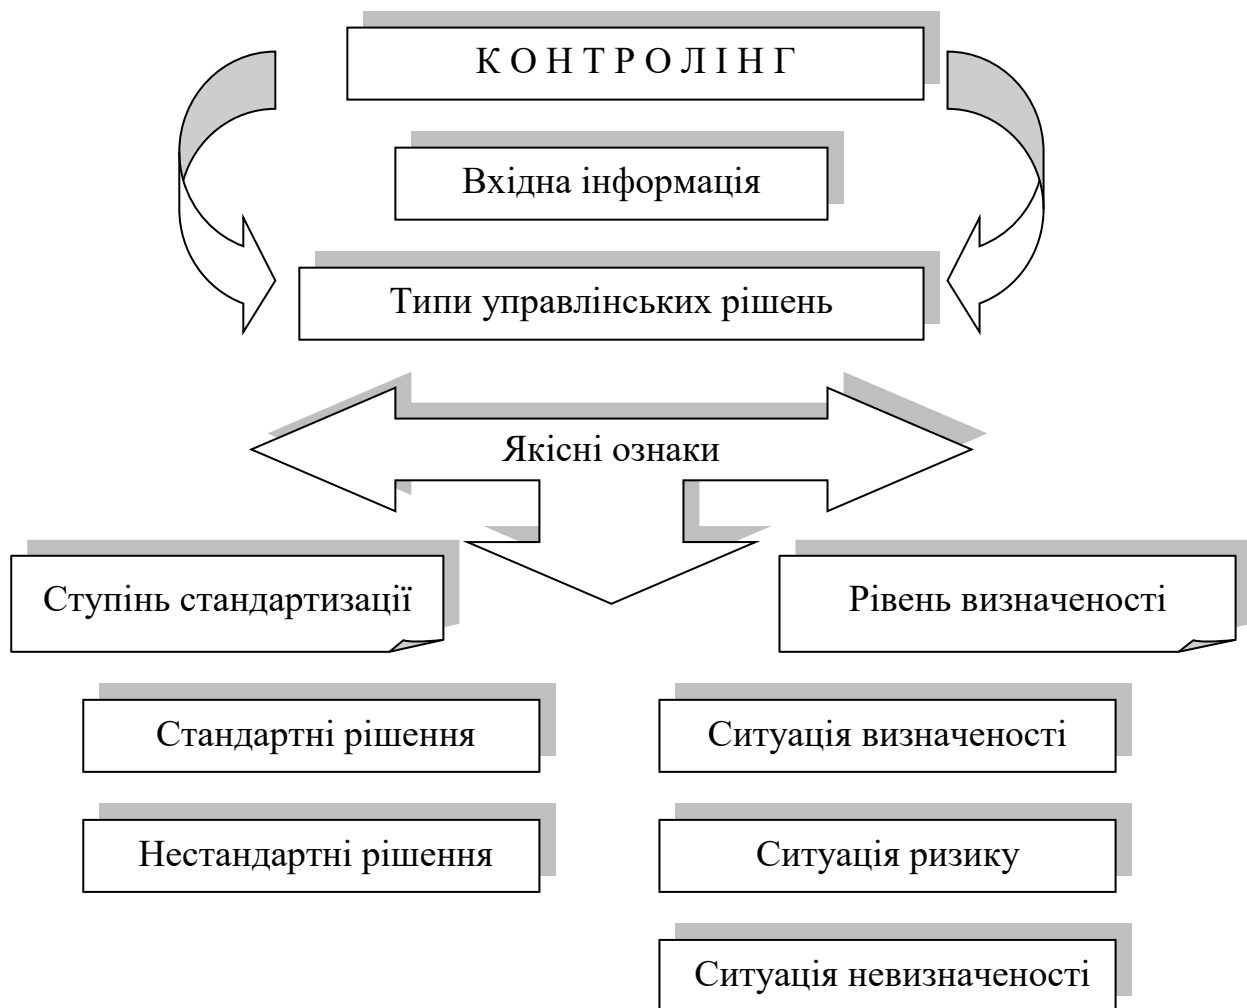 К О Н Т Р О Л І Н Г
Вхідна інформація
Типи управлінських рішень
Якісні ознаки
Ступінь стандартизації
Рівень визначеності
Стандартні рішення
Ситуація визначеності
Нестандартні рішення
Ситуація ризику
Ситуація невизначеності